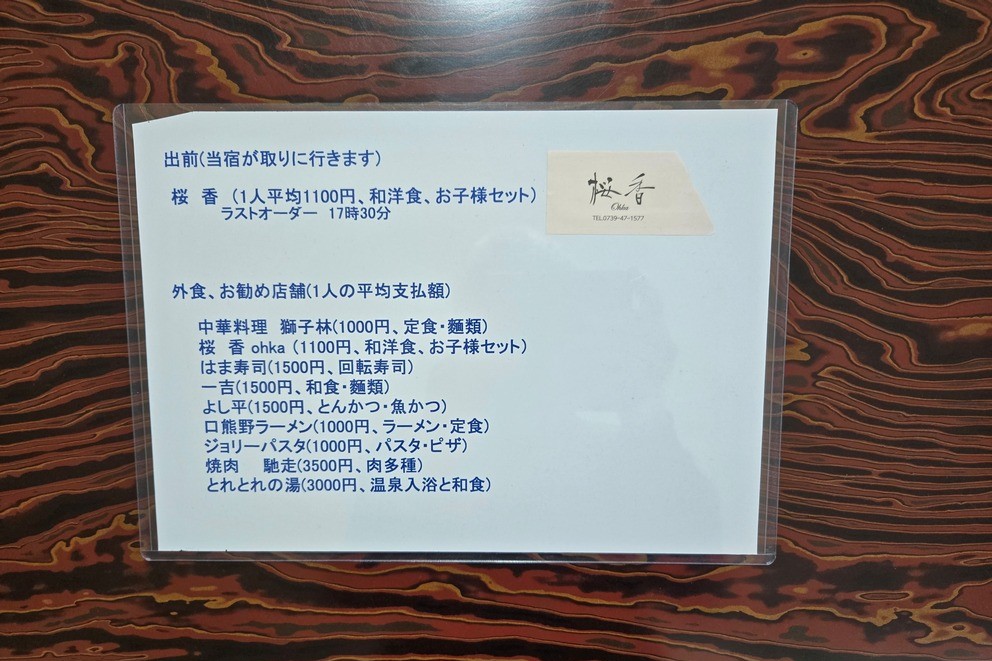 出前(当宿が取りに行きます)
桜　香　(1人平均1100円、和洋食、お子様セット)
ラストオーダー　17時30分
桜香
Ohka
TEL.0739-47-1577
外食、お勧め店舗(1人の平均支払額)
中華料理　獅子林(1000円、定食・麺類)
桜　香 ohka (1100円、和洋食、お子様セット)
はま寿司(1500円、回転寿司)
一吉(1500円、和食・麺類)
よし平(1500円、とんかつ・魚かつ)
口熊野ラーメン(1000円、ラーメン・定食)
ジョリーパスタ(1000円、パスタ・ピザ)
焼肉　馳走(3500円、肉多種)
とれとれの湯(3000円、温泉入浴と和食)